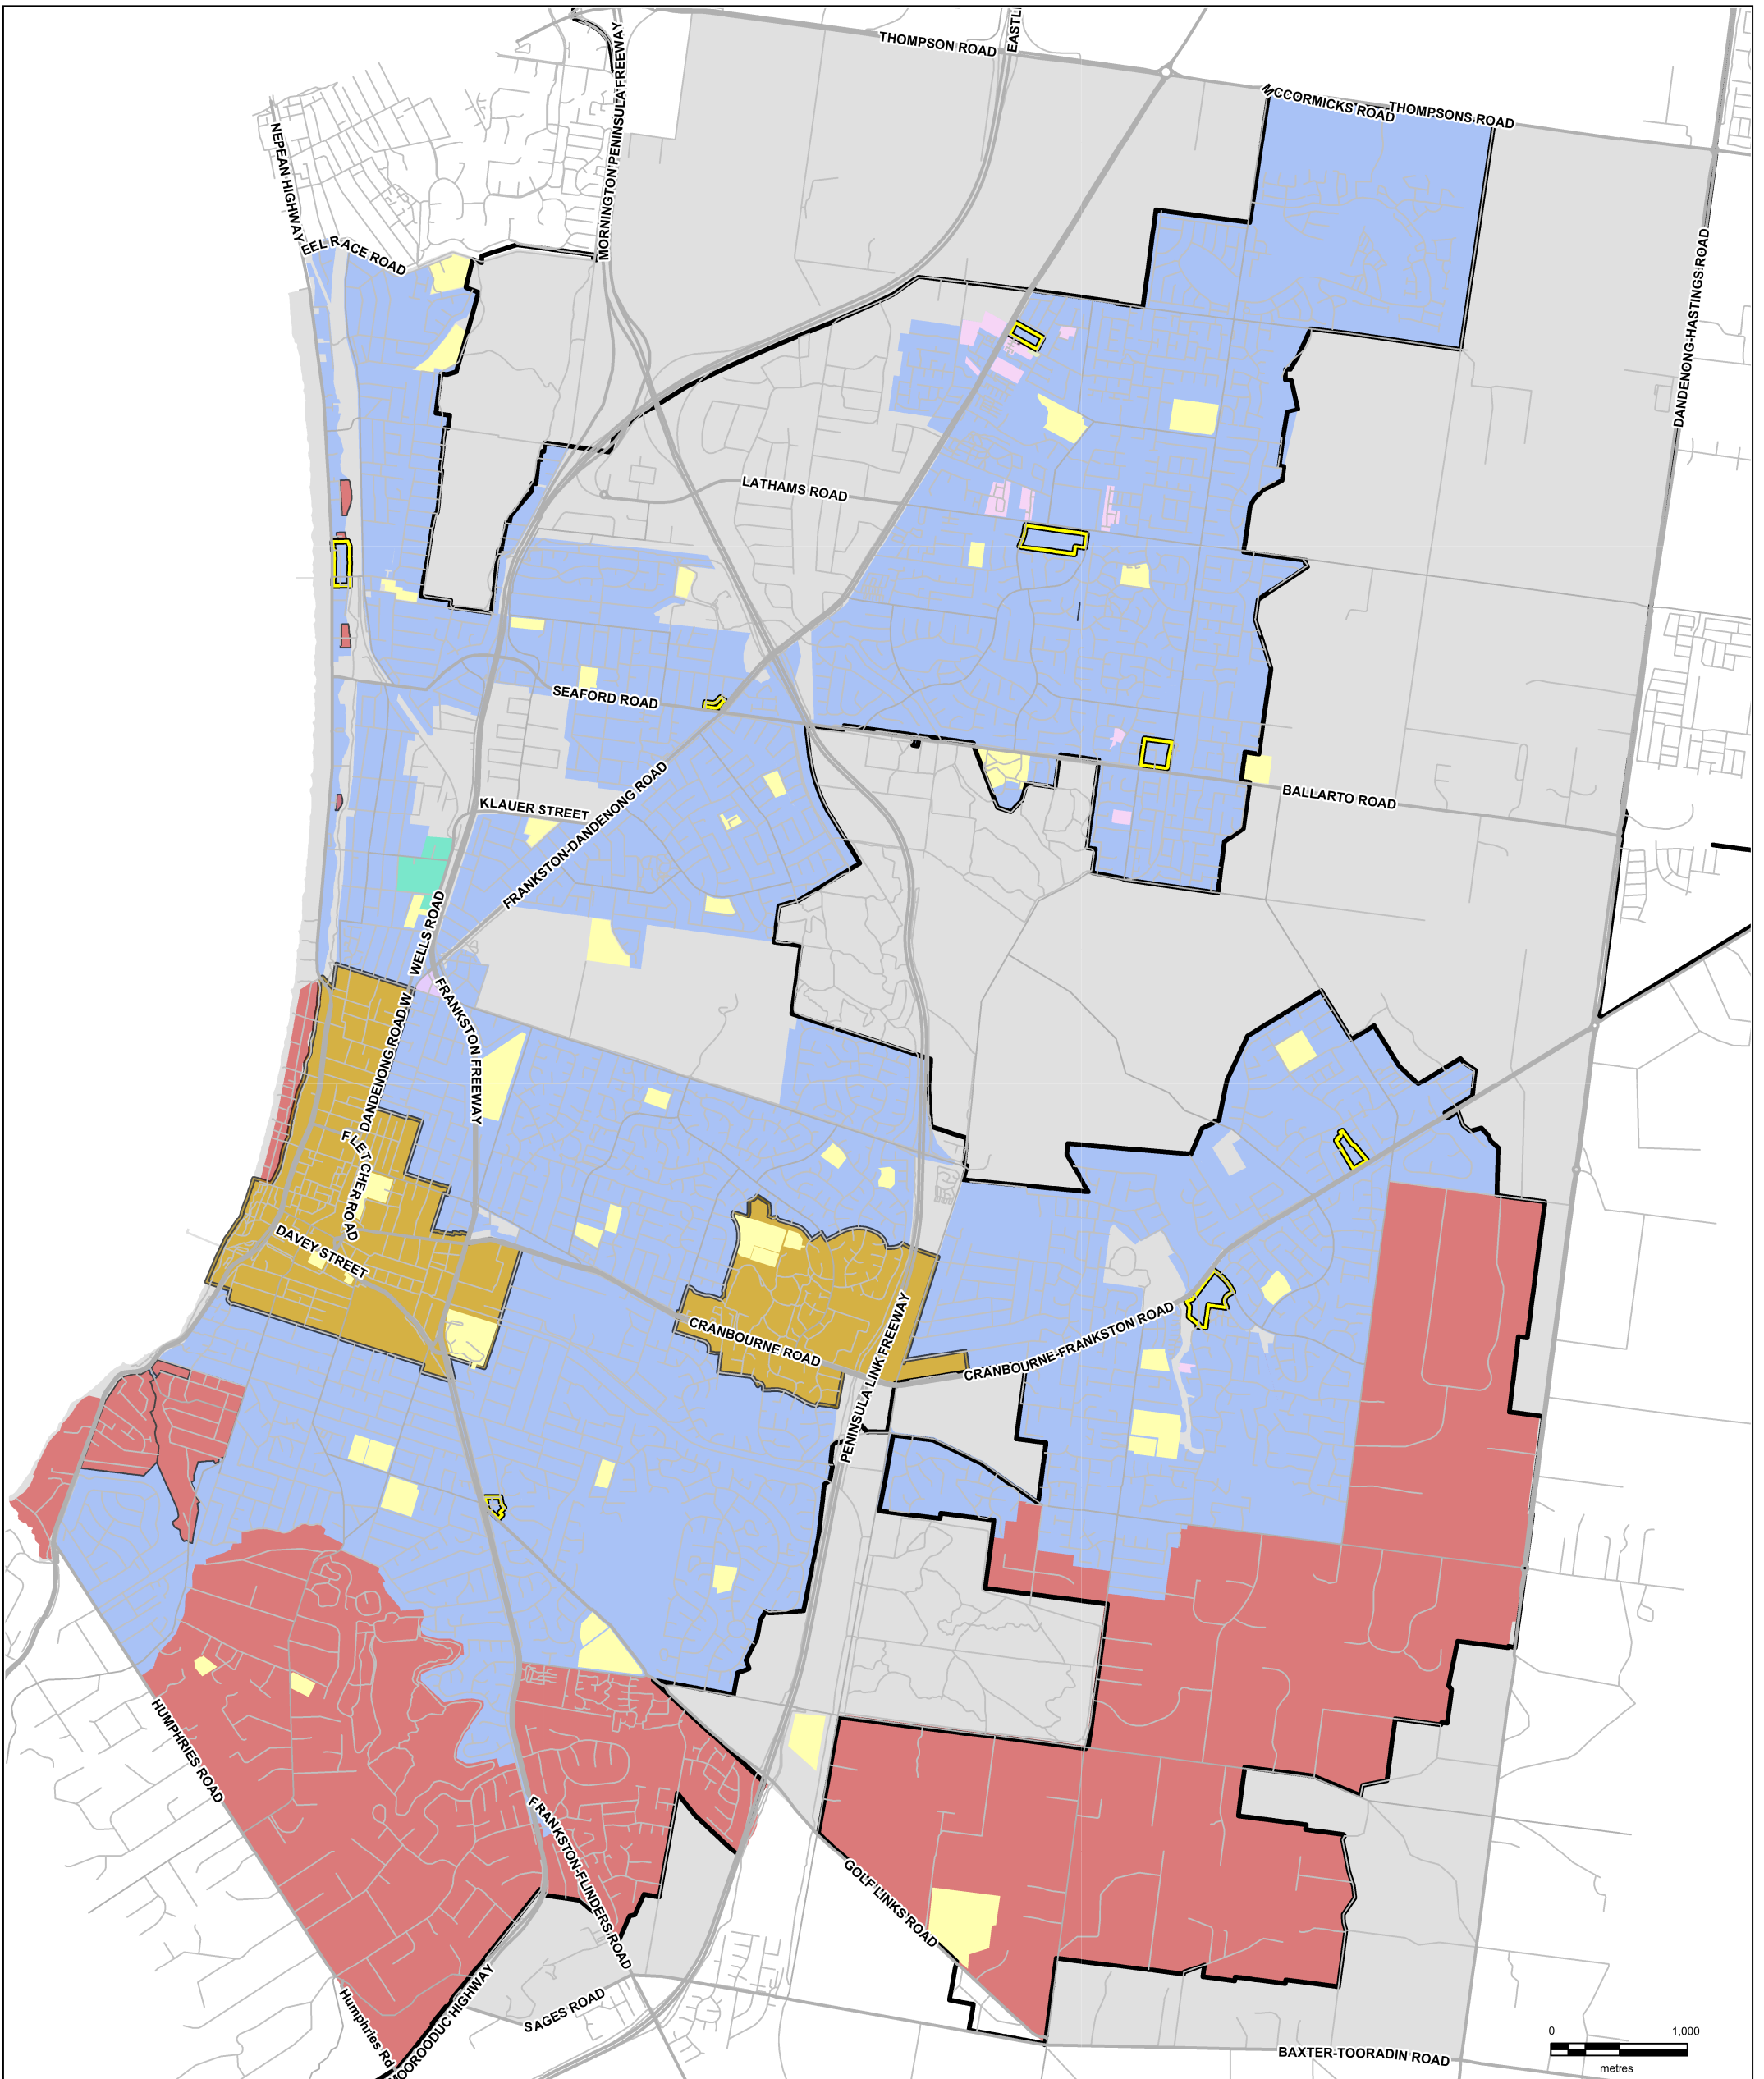 THOMPSON ROAD
EASTL
MORNINGTON PENINSULA FREEWAY
MCCORMICKS ROAD
THOMPSONS ROAD
NEPEAN HIGHWAY
EEL RACE ROAD
DANDENONG-HASTINGS ROAD
LATHAMS ROAD
SEAFORD ROAD
KLAUER STREET
FRANKSTON-DANDENONG ROAD
BALLARTO ROAD
WELLS ROAD
DANDENONG ROAD W
FRANKSTON FREEWAY
FLETCHER ROAD
DAVEY STREET
CRANBOURNE ROAD
PENINSULA LINK FREEWAY
CRANBOURNE-FRANKSTON ROAD
HUMPHRIES ROAD
FRANKSTON-FLINDERS ROAD
GOLF LINKS ROAD
Humphries Rd
MOOROODUC HIGHWAY
SAGES ROAD
BAXTER-TOORADIN ROAD
0 1,000
metres